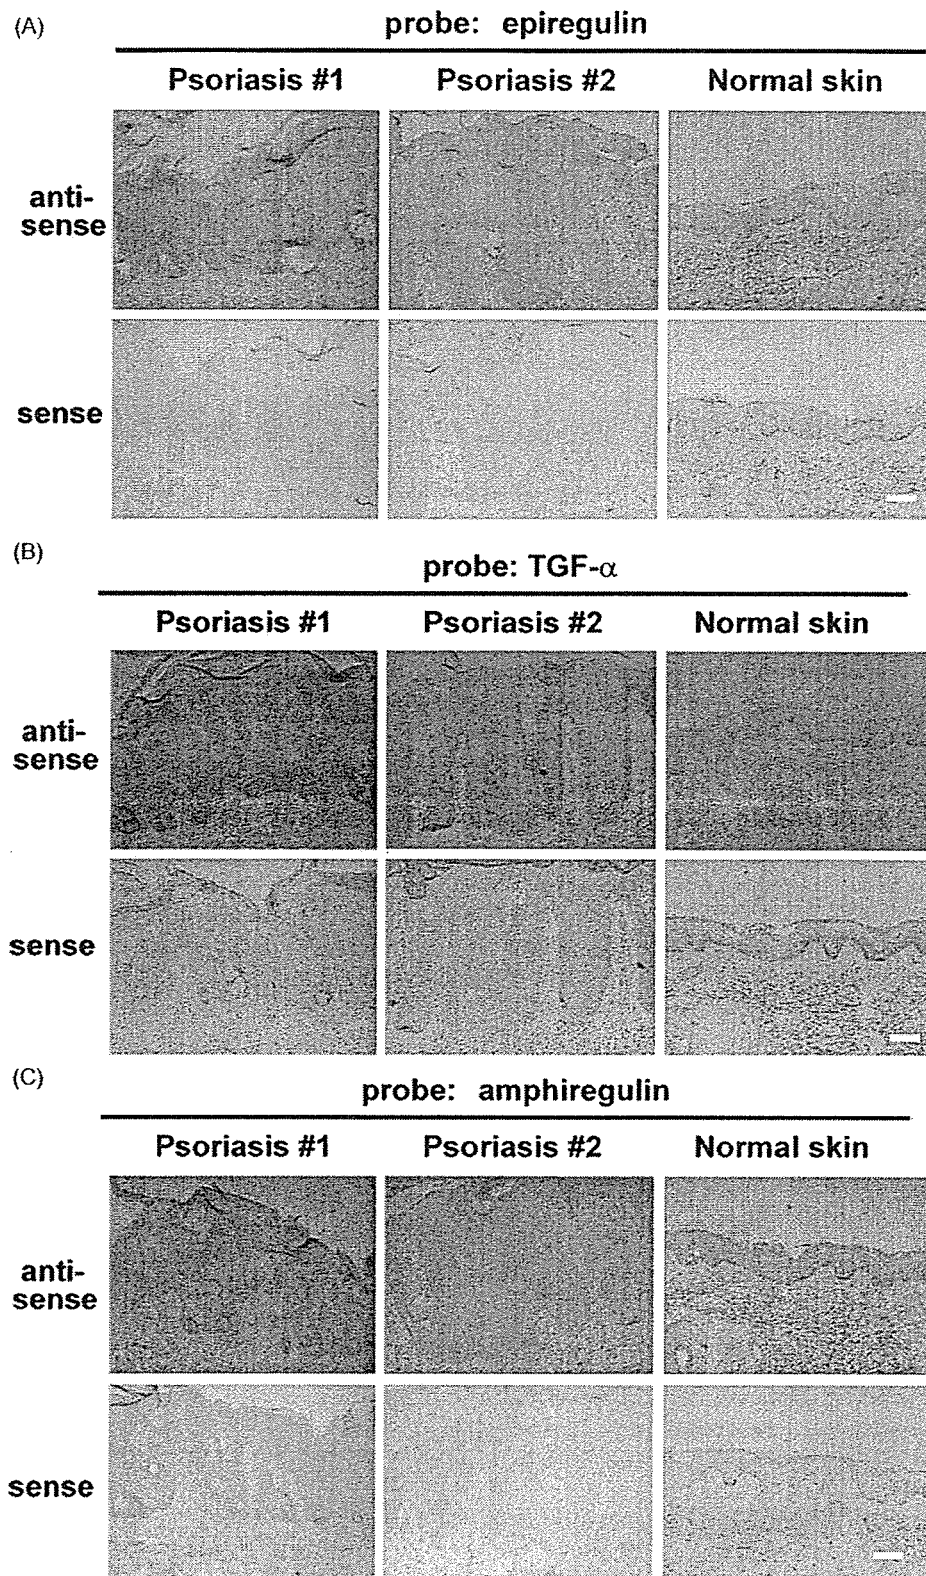 (A)
probe: epiregulin
Psoriasis #1 Psoriasis #2 Normal skin
anti-
sense
sense
(B)
probe: TGF-α
Psoriasis #1 Psoriasis #2 Normal skin
anti-
sense
sense
(C)
probe: amphiregulin
Psoriasis #1 Psoriasis #2 Normal skin
anti-
sense
sense